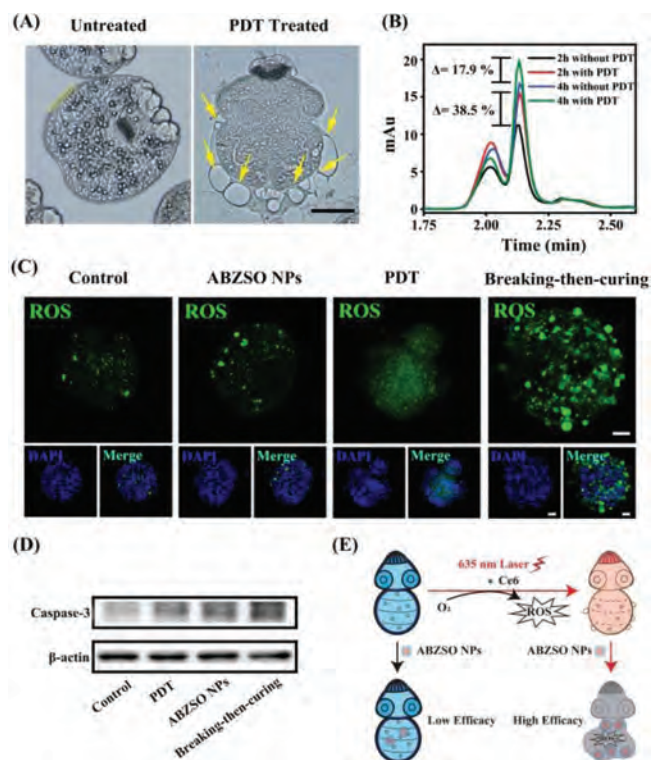 (A)
Untreated
PDT Treated
(B)
mAu
20
15
10
5
0
Δ= 17.9 %
Δ= 38.5 %
2h without PDT
2h with PDT
4h without PDT
4h with PDT
1.75
2.00
2.25
2.50
Time (min)
(C)
Control
ABZSO NPs
PDT
Breaking-then-curing
ROS
ROS
ROS
ROS
DAPI
Merge
DAPI
Merge
DAPI
Merge
DAPI
Merge
(D)
Caspase-3
β-actin
Control
PDT
ABZSO NPs
Breaking-then-curing
(E)
635 nm Laser
+ Ce6
O₂
ROS
ABZSO NPs
ABZSO NPs
Low Efficacy
High Efficacy